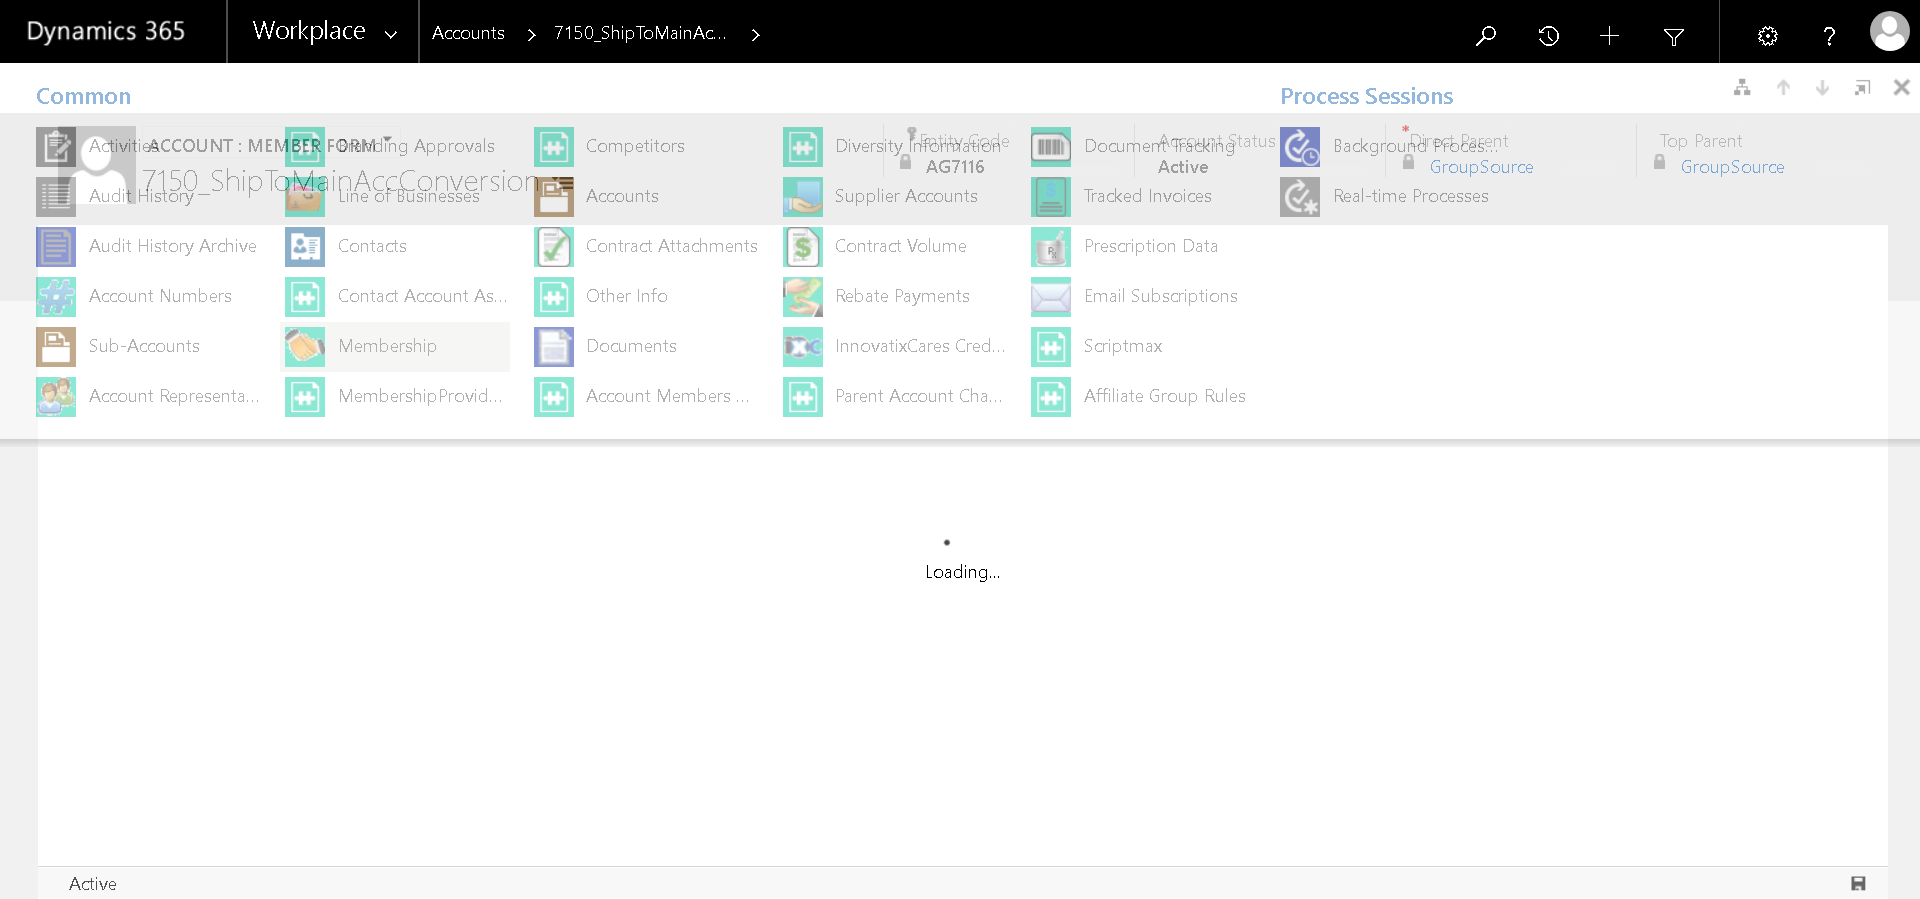 Dynamics 365
Workplace
Accounts
7150_ShipToMainAc...
Common
Process Sessions
Activities
ACCOUNT : MEMBER FORM
Branding Approvals
Competitors
Diversity Information
Entity Code
AG7116
Document Tracking
Account Status
Active
Background Proces...
* Direct Parent
GroupSource
Top Parent
GroupSource
7150_ShipToMainAccConversion
Audit History
Line of Businesses
Accounts
Supplier Accounts
Tracked Invoices
Real-time Processes
Audit History Archive
Contacts
Contract Attachments
Contract Volume
Prescription Data
Account Numbers
Contact Account As...
Other Info
Rebate Payments
Email Subscriptions
Sub-Accounts
Membership
Documents
InnovatixCares Cred...
Scriptmax
Account Representa...
MembershipProvid...
Account Members ...
Parent Account Cha...
Affiliate Group Rules
Loading...
Active